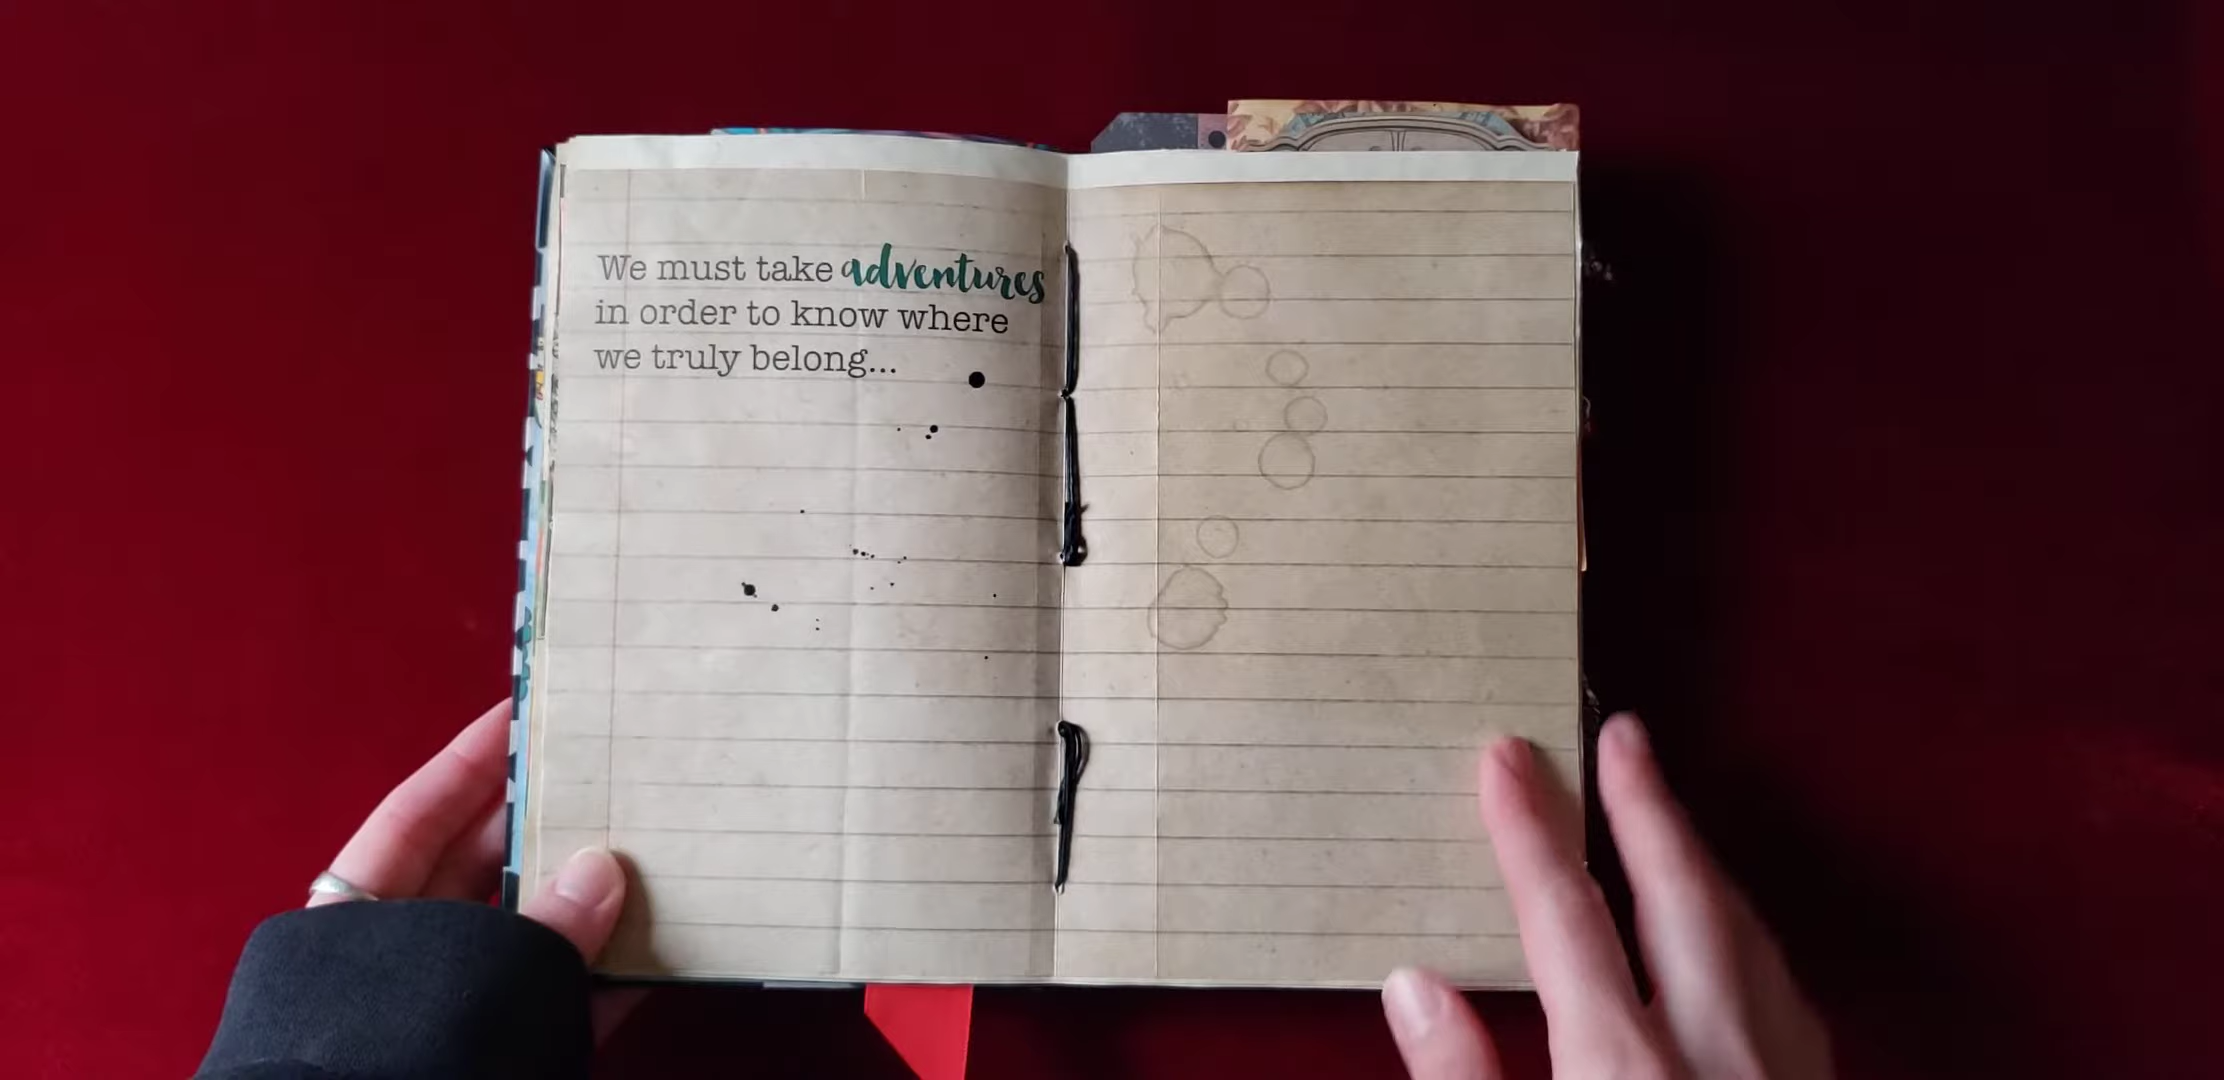 We must take adventures
in order to know where
we truly belong...